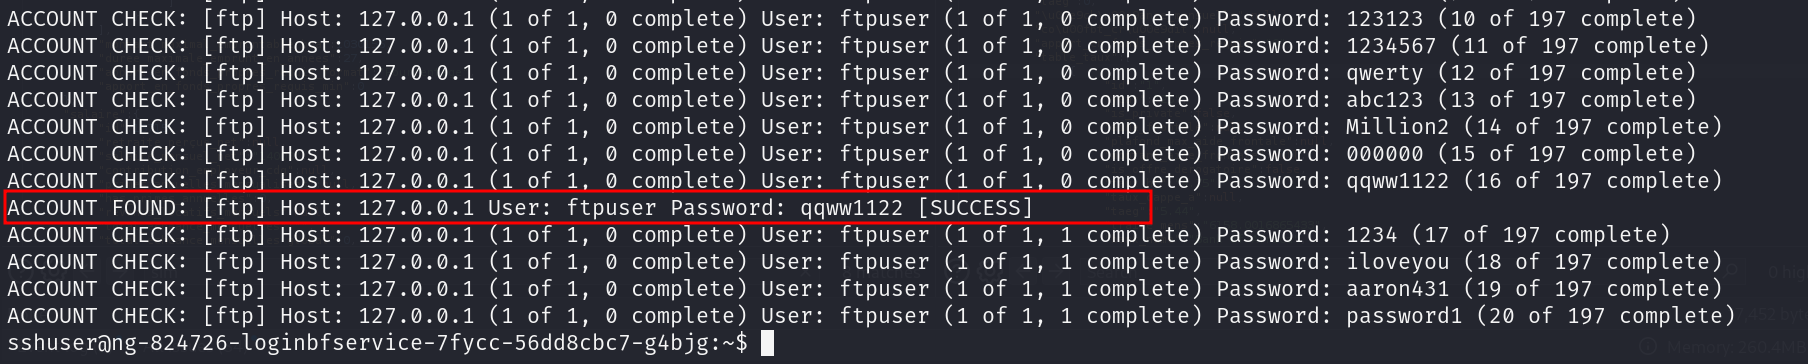 ACCOUNT CHECK: [ftp] Host: 127.0.0.1 (1 of 1, 0 complete) User: ftpuser (1 of 1, 0 complete) Password: 123123 (10 of 197 complete)
ACCOUNT CHECK: [ftp] Host: 127.0.0.1 (1 of 1, 0 complete) User: ftpuser (1 of 1, 0 complete) Password: 1234567 (11 of 197 complete)
ACCOUNT CHECK: [ftp] Host: 127.0.0.1 (1 of 1, 0 complete) User: ftpuser (1 of 1, 0 complete) Password: qwerty (12 of 197 complete)
ACCOUNT CHECK: [ftp] Host: 127.0.0.1 (1 of 1, 0 complete) User: ftpuser (1 of 1, 0 complete) Password: abc123 (13 of 197 complete)
ACCOUNT CHECK: [ftp] Host: 127.0.0.1 (1 of 1, 0 complete) User: ftpuser (1 of 1, 0 complete) Password: Million2 (14 of 197 complete)
ACCOUNT CHECK: [ftp] Host: 127.0.0.1 (1 of 1, 0 complete) User: ftpuser (1 of 1, 0 complete) Password: 000000 (15 of 197 complete)
ACCOUNT CHECK: [ftp] Host: 127.0.0.1 (1 of 1, 0 complete) User: ftpuser (1 of 1, 0 complete) Password: qqww1122 (16 of 197 complete)
ACCOUNT FOUND: [ftp] Host: 127.0.0.1 User: ftpuser Password: qqww1122 [SUCCESS]
ACCOUNT CHECK: [ftp] Host: 127.0.0.1 (1 of 1, 0 complete) User: ftpuser (1 of 1, 1 complete) Password: 1234 (17 of 197 complete)
ACCOUNT CHECK: [ftp] Host: 127.0.0.1 (1 of 1, 0 complete) User: ftpuser (1 of 1, 1 complete) Password: iloveyou (18 of 197 complete)
ACCOUNT CHECK: [ftp] Host: 127.0.0.1 (1 of 1, 0 complete) User: ftpuser (1 of 1, 1 complete) Password: aaron431 (19 of 197 complete)
ACCOUNT CHECK: [ftp] Host: 127.0.0.1 (1 of 1, 0 complete) User: ftpuser (1 of 1, 1 complete) Password: password1 (20 of 197 complete)
sshuser@ng-824726-loginbfservice-7fycc-56dd8cbc7-g4bjg:~$